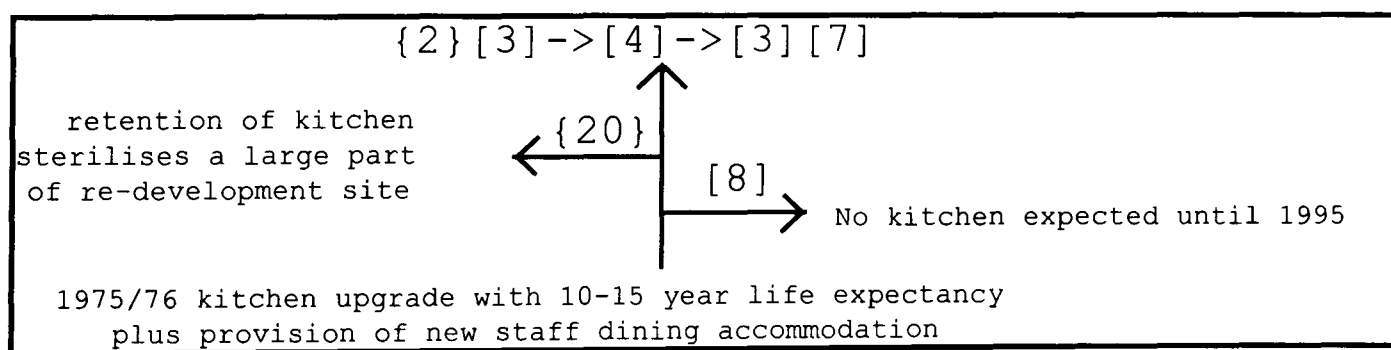 {2}[3]->[4]->[3][7]
retention of kitchen
sterilises a large part
of re-development site
{20}
[8]
No kitchen expected until 1995
1975/76 kitchen upgrade with 10-15 year life expectancy
plus provision of new staff dining accommodation